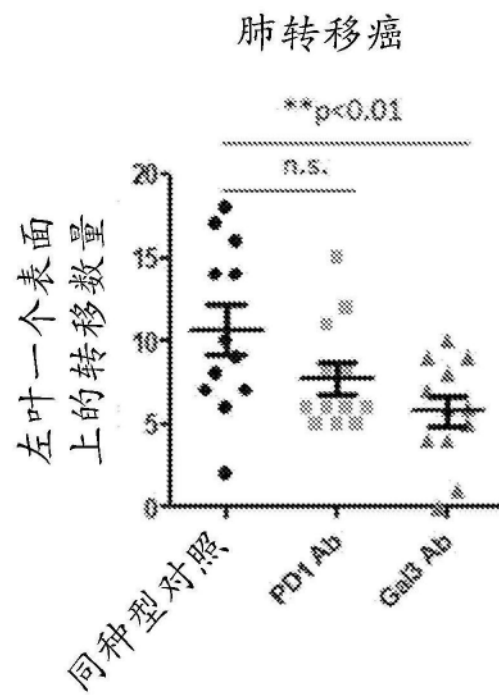 肺转移癌
**p<0.01
n.s.
20
15
10
5
0
左叶一个表面
上的转移数量
同种型对照
PD1 Ab
Gal3 Ab